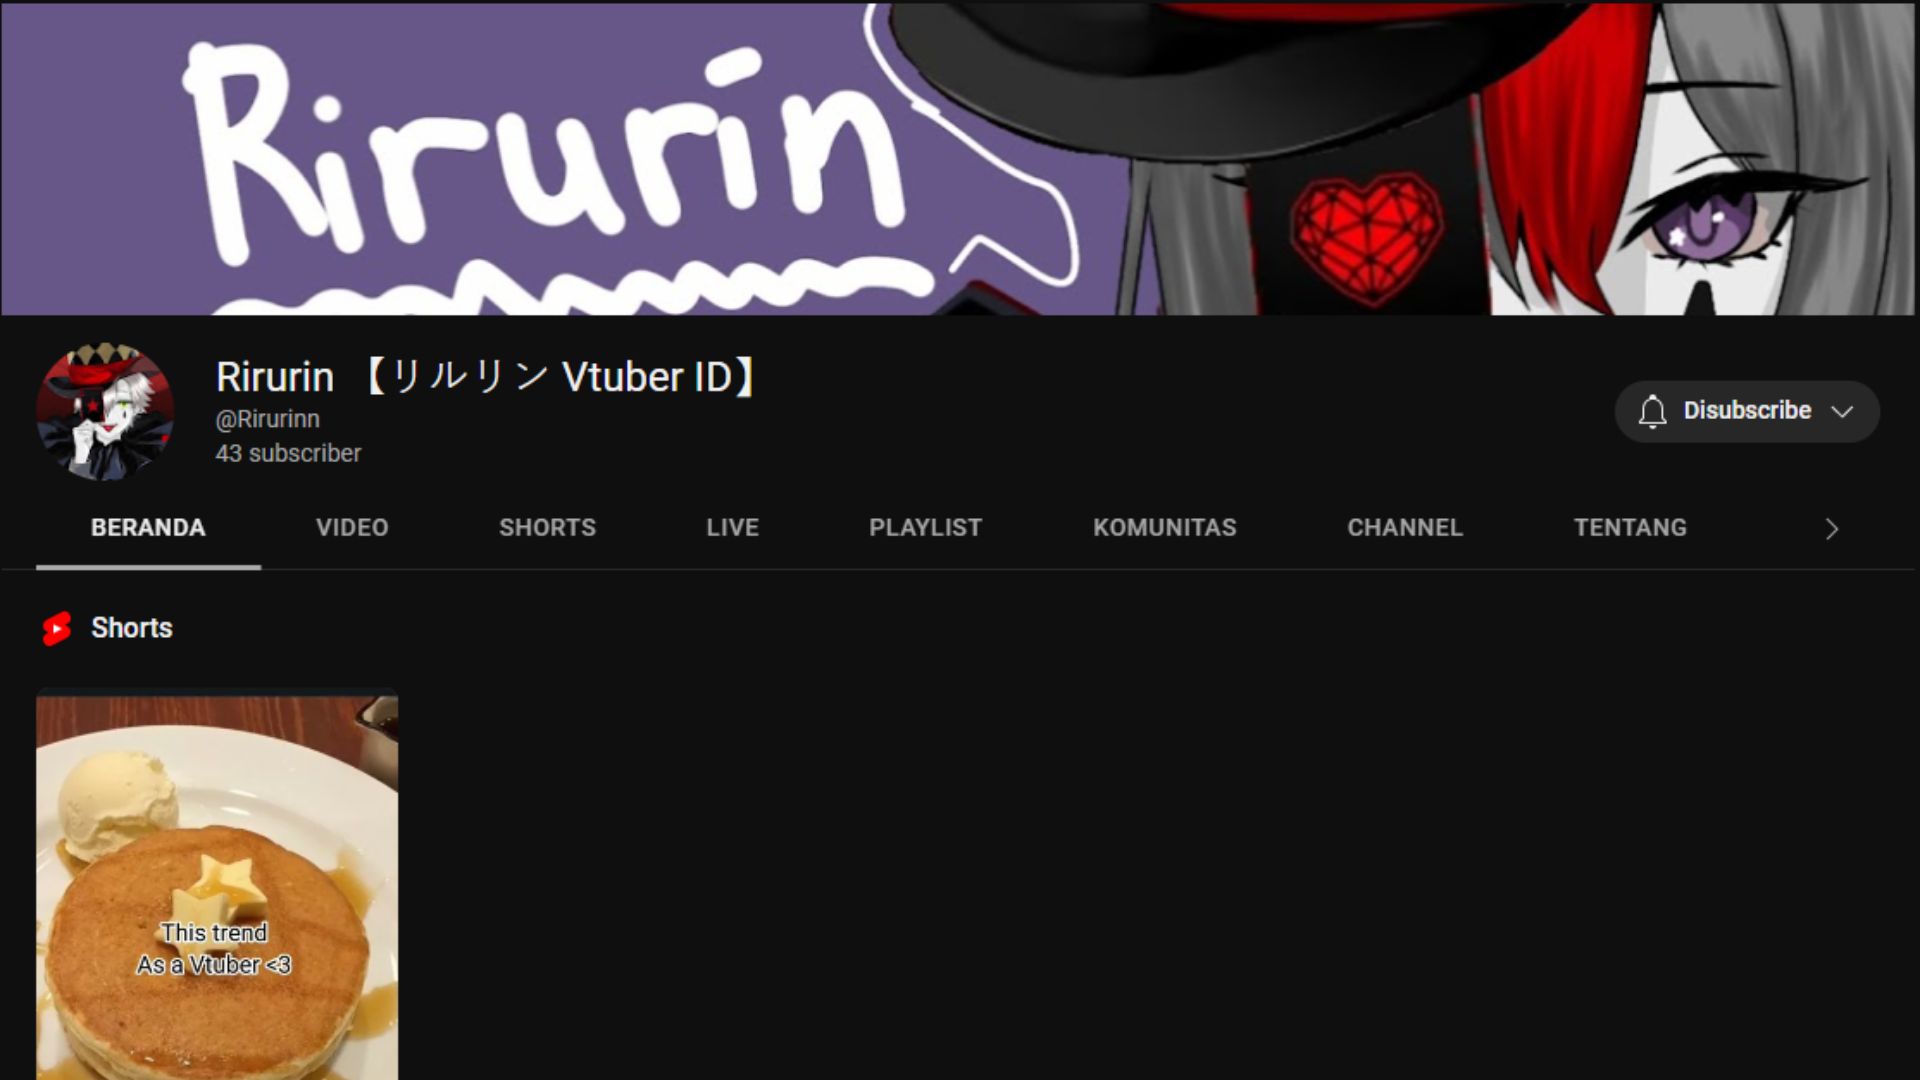 Rirurin
Rirurin 【リルリン Vtuber ID】
@Rirurinn
43 subscriber
Disubscribe
BERANDA VIDEO SHORTS LIVE PLAYLIST KOMUNITAS CHANNEL TENTANG
Shorts
This trend
As a Vtuber <3